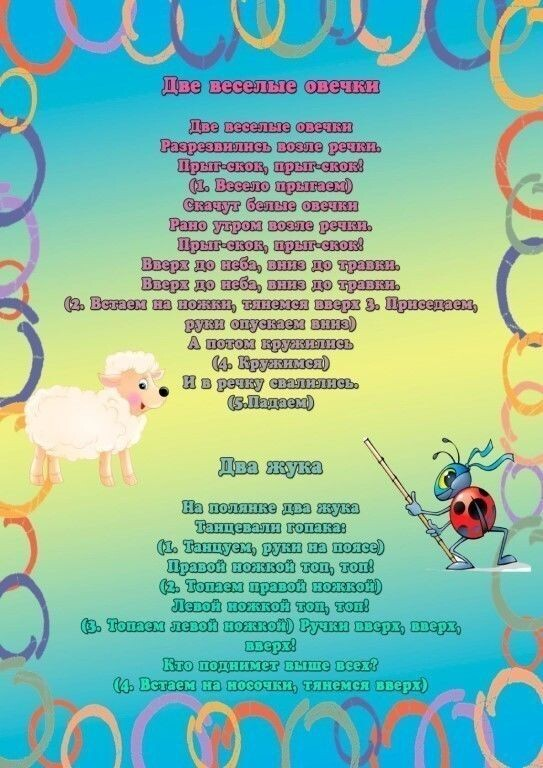 Две веселые овечки
Две веселые овечки
Разрезвились возле речки.
Прыг-скок, прыг-скок!
(1. Весело прыгаем)
Скачут белые овечки
Рано утром возле речки.
Прыг-скок, прыг-скок!
Вверх до неба, вниз до травки.
Вверх до неба, вниз до травки.
(2. Встаем на ножки, тянемся вверх 3. Приседаем,
руки опускаем вниз)
А потом кружились
(4. Кружимся)
И в речку свалились.
(5.Падаем)
Два жука
На полянке два жука
Танцевали гопака:
(1. Танцуем, руки на поясе)
Правой ножкой топ, топ!
(2. Топаем правой ножкой)
Левой ножкой топ, топ!
(3. Топаем левой ножкой) Ручки вверх, вверх,
вверх!
Кто поднимет выше всех?
(4. Встаем на носочки, тянемся вверх)